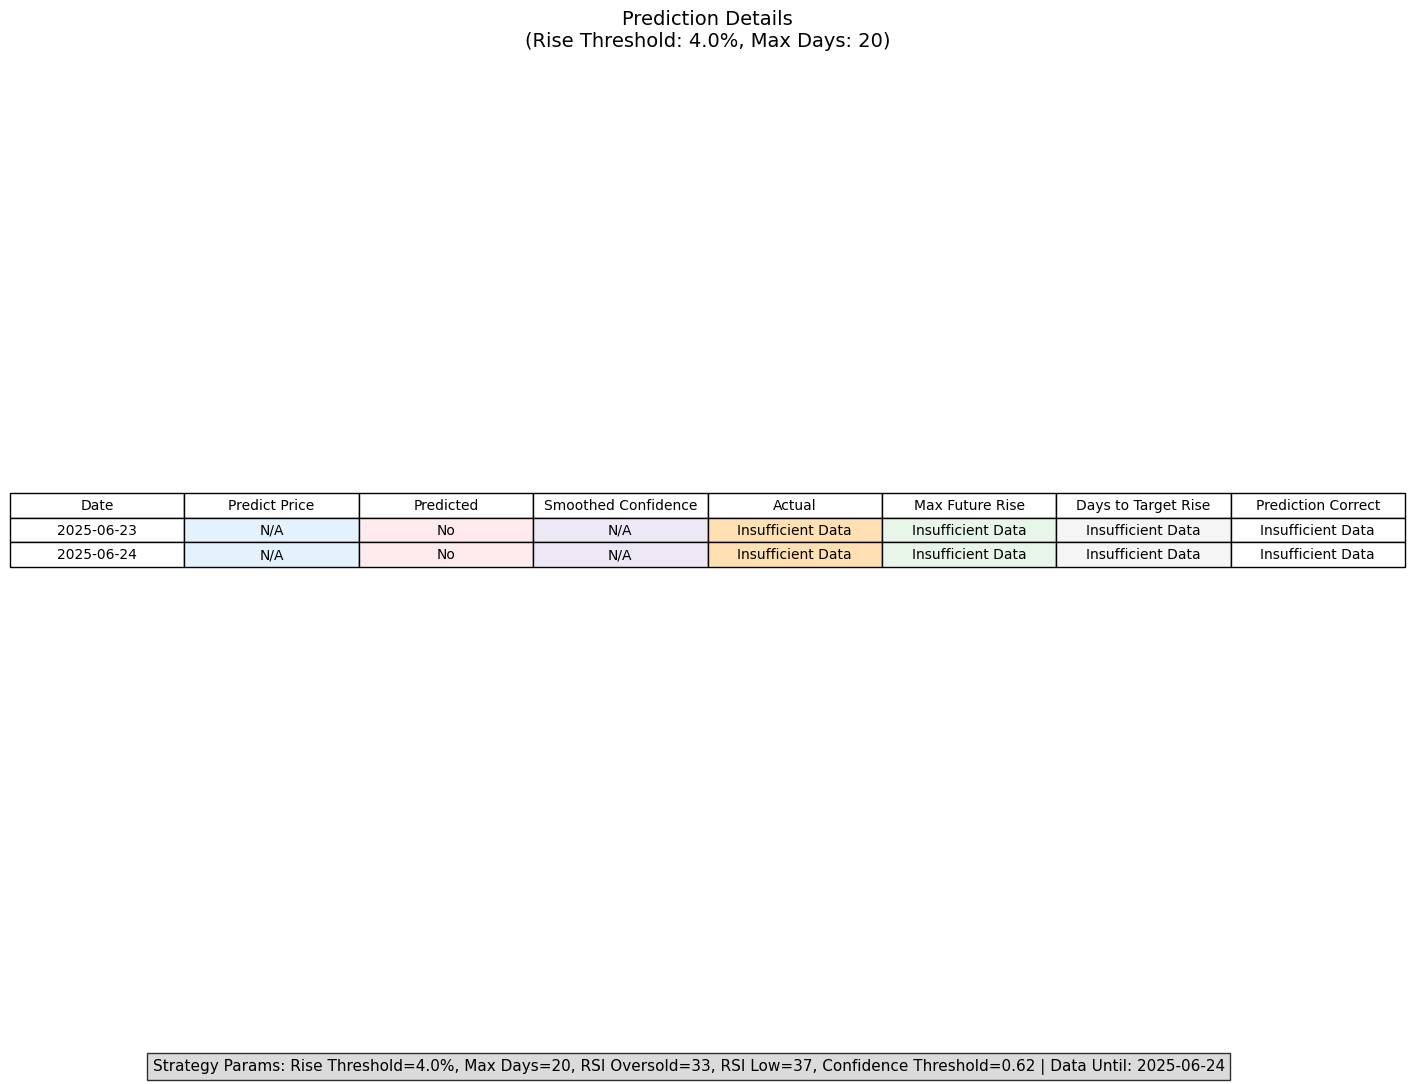 Prediction Details
(Rise Threshold: 4.0%, Max Days: 20)
Date Predict Price Predicted Smoothed Confidence Actual Max Future Rise Days to Target Rise Prediction Correct
2025-06-23 N/A No N/A Insufficient Data Insufficient Data Insufficient Data Insufficient Data
2025-06-24 N/A No N/A Insufficient Data Insufficient Data Insufficient Data Insufficient Data
Strategy Params: Rise Threshold=4.0%, Max Days=20, RSI Oversold=33, RSI Low=37, Confidence Threshold=0.62 | Data Until: 2025-06-24